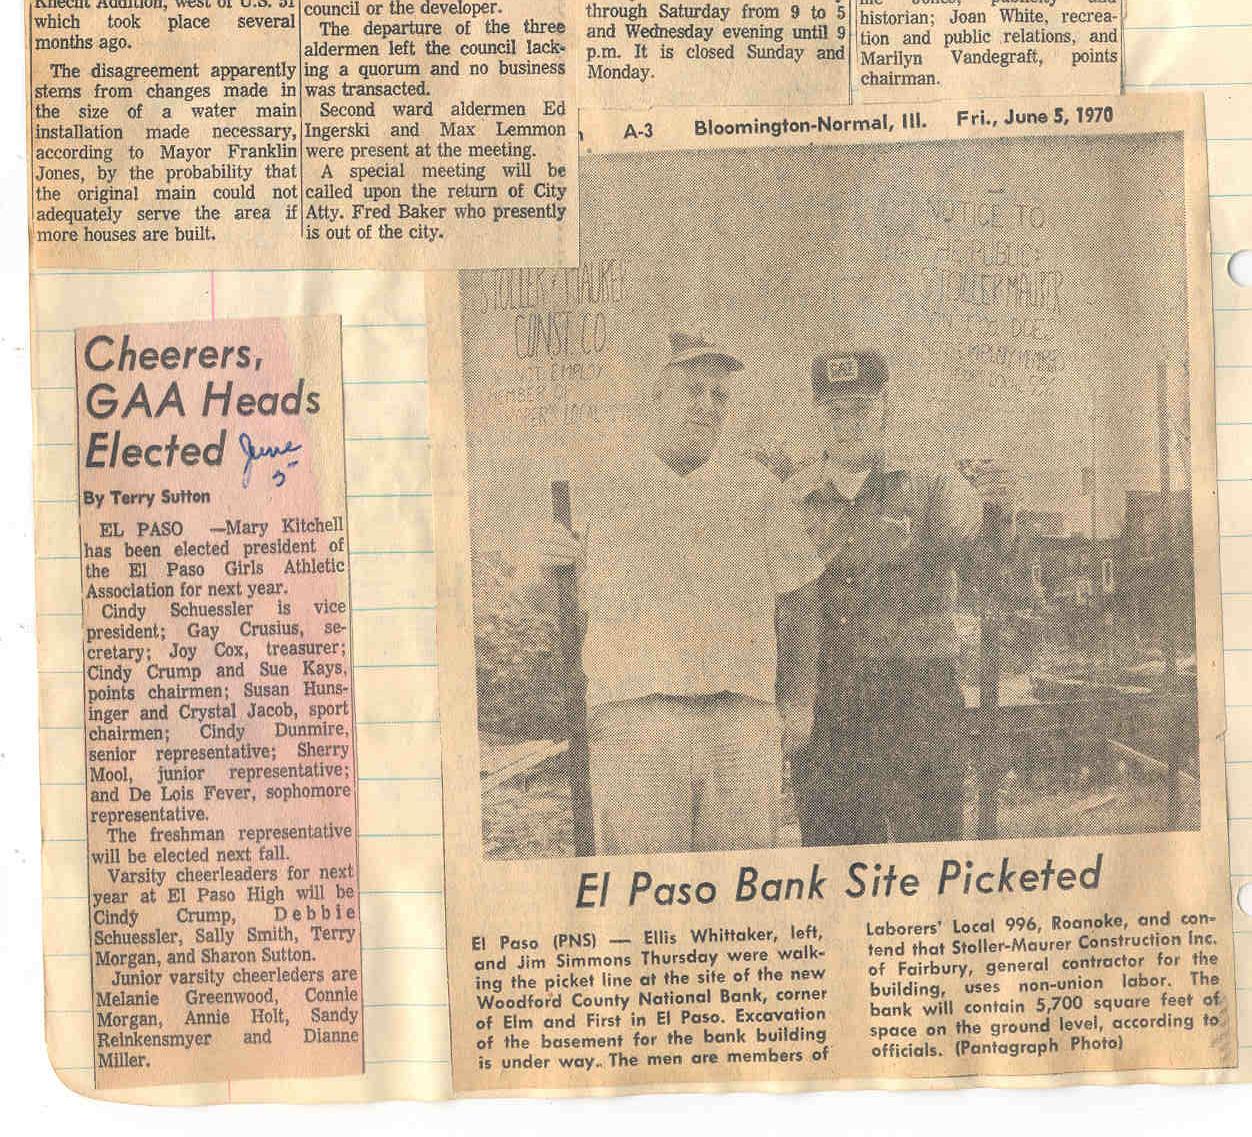 Knecht Addition, west of U.S. 51
which took place several
months ago.
The disagreement apparently
stems from changes made in
the size of a water main
installation made necessary,
according to Mayor Franklin
Jones, by the probability that
the original main could not
adequately serve the area if
more houses are built.
council or the developer.
The departure of the three
aldermen left the council lack-
ing a quorum and no business
was transacted.
Second ward aldermen Ed
Ingerski and Max Lemmon
were present at the meeting.
A special meeting will be
called upon the return of City
Atty. Fred Baker who presently
is out of the city.
through Saturday from 9 to 5
and Wednesday evening until 9
p.m. It is closed Sunday and
Monday.
historian; Joan White, recrea-
tion and public relations, and
Marilyn Vandegraft, points
chairman.
A-3 Bloomington-Normal, Ill. Fri., June 5, 1970
STOLLER & MAURER
CONST. CO.
NOT EMPLOY
MEMBER OF
LOCAL
NOTICE TO
THE PUBLIC
STOLLER MAURER
DOES
EMPLOY MEMBERS
CAT
El Paso Bank Site Picketed
El Paso (PNS) — Ellis Whittaker, left,
and Jim Simmons Thursday were walk-
ing the picket line at the site of the new
Woodford County National Bank, corner
of Elm and First in El Paso. Excavation
of the basement for the bank building
is under way. The men are members of
Laborers' Local 996, Roanoke, and con-
tend that Stoller-Maurer Construction Inc.
of Fairbury, general contractor for the
building, uses non-union labor. The
bank will contain 5,700 square feet of
space on the ground level, according to
officials. (Pantagraph Photo)
Cheerers,
GAA Heads
Elected June
5
By Terry Sutton
EL PASO —Mary Kitchell
has been elected president of
the El Paso Girls Athletic
Association for next year.
Cindy Schuessler is vice
president; Gay Crusius, se-
cretary; Joy Cox, treasurer;
Cindy Crump and Sue Kays,
points chairmen; Susan Huns-
inger and Crystal Jacob, sport
chairmen; Cindy Dunmire,
senior representative; Sherry
Mool, junior representative;
and De Lois Fever, sophomore
representative.
The freshman representative
will be elected next fall.
Varsity cheerleaders for next
year at El Paso High will be
Cindy Crump, Debbie
Schuessler, Sally Smith, Terry
Morgan, and Sharon Sutton.
Junior varsity cheerleders are
Melanie Greenwood, Connie
Morgan, Annie Holt, Sandy
Reinkensmyer and Dianne
Miller.